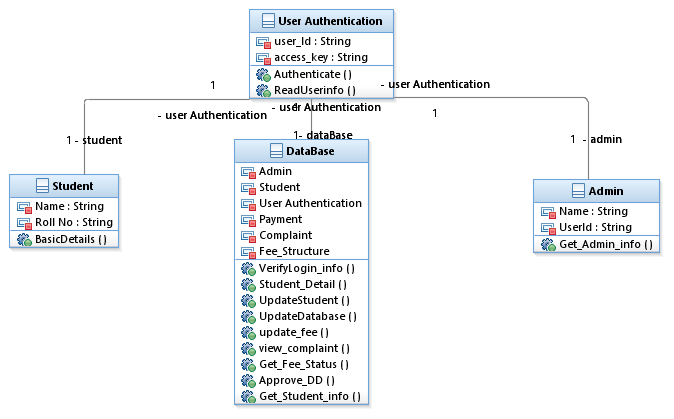 User Authentication
user_Id : String
access_key : String
Authenticate ( )
ReadUserinfo ( )
1
- user Authentication
- user Authentication
1
- user Authentication
1
1 - student
1 - dataBase
1 - admin
Student
Name : String
Roll No : String
BasicDetails ( )
DataBase
Admin
Student
User Authentication
Payment
Complaint
Fee_Structure
VerifyLogin_info ( )
Student_Detail ( )
UpdateStudent ( )
UpdateDatabase ( )
update_fee ( )
view_complaint ( )
Get_Fee_Status ( )
Approve_DD ( )
Get_Student_info ( )
Admin
Name : String
UserId : String
Get_Admin_info ( )